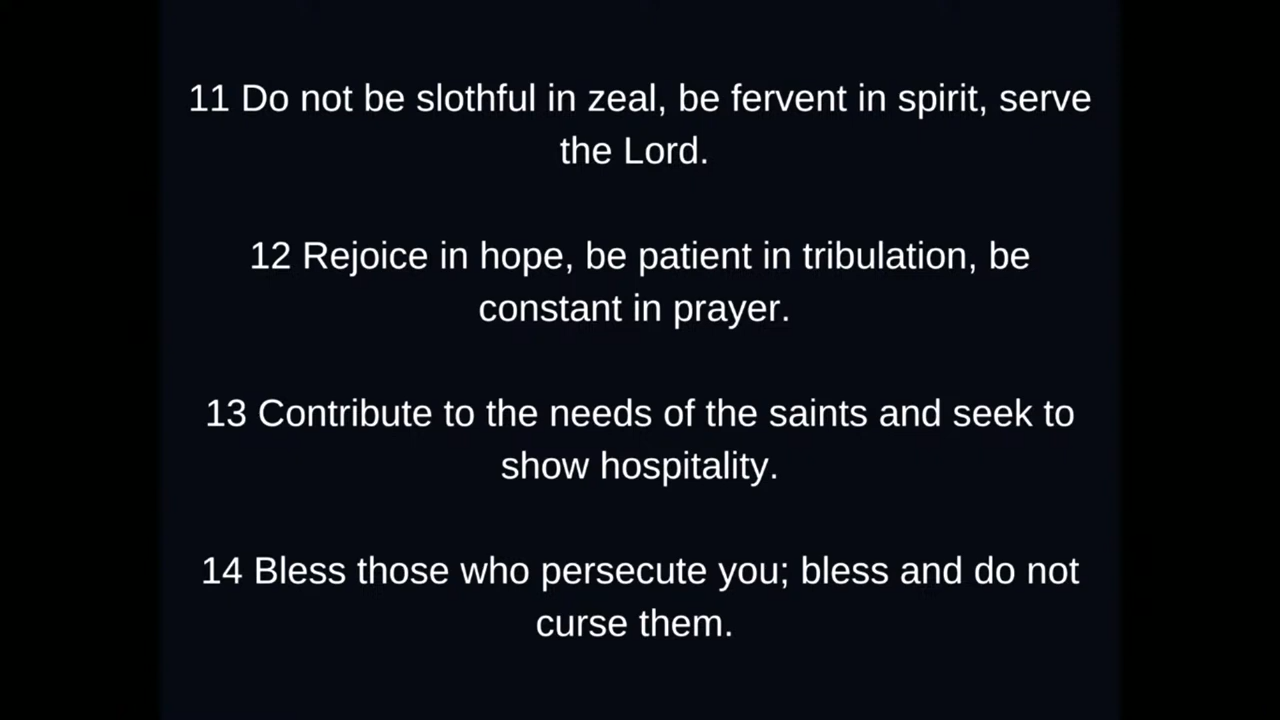 11 Do not be slothful in zeal, be fervent in spirit, serve
the Lord.
12 Rejoice in hope, be patient in tribulation, be
constant in prayer.
13 Contribute to the needs of the saints and seek to
show hospitality.
14 Bless those who persecute you; bless and do not
curse them.